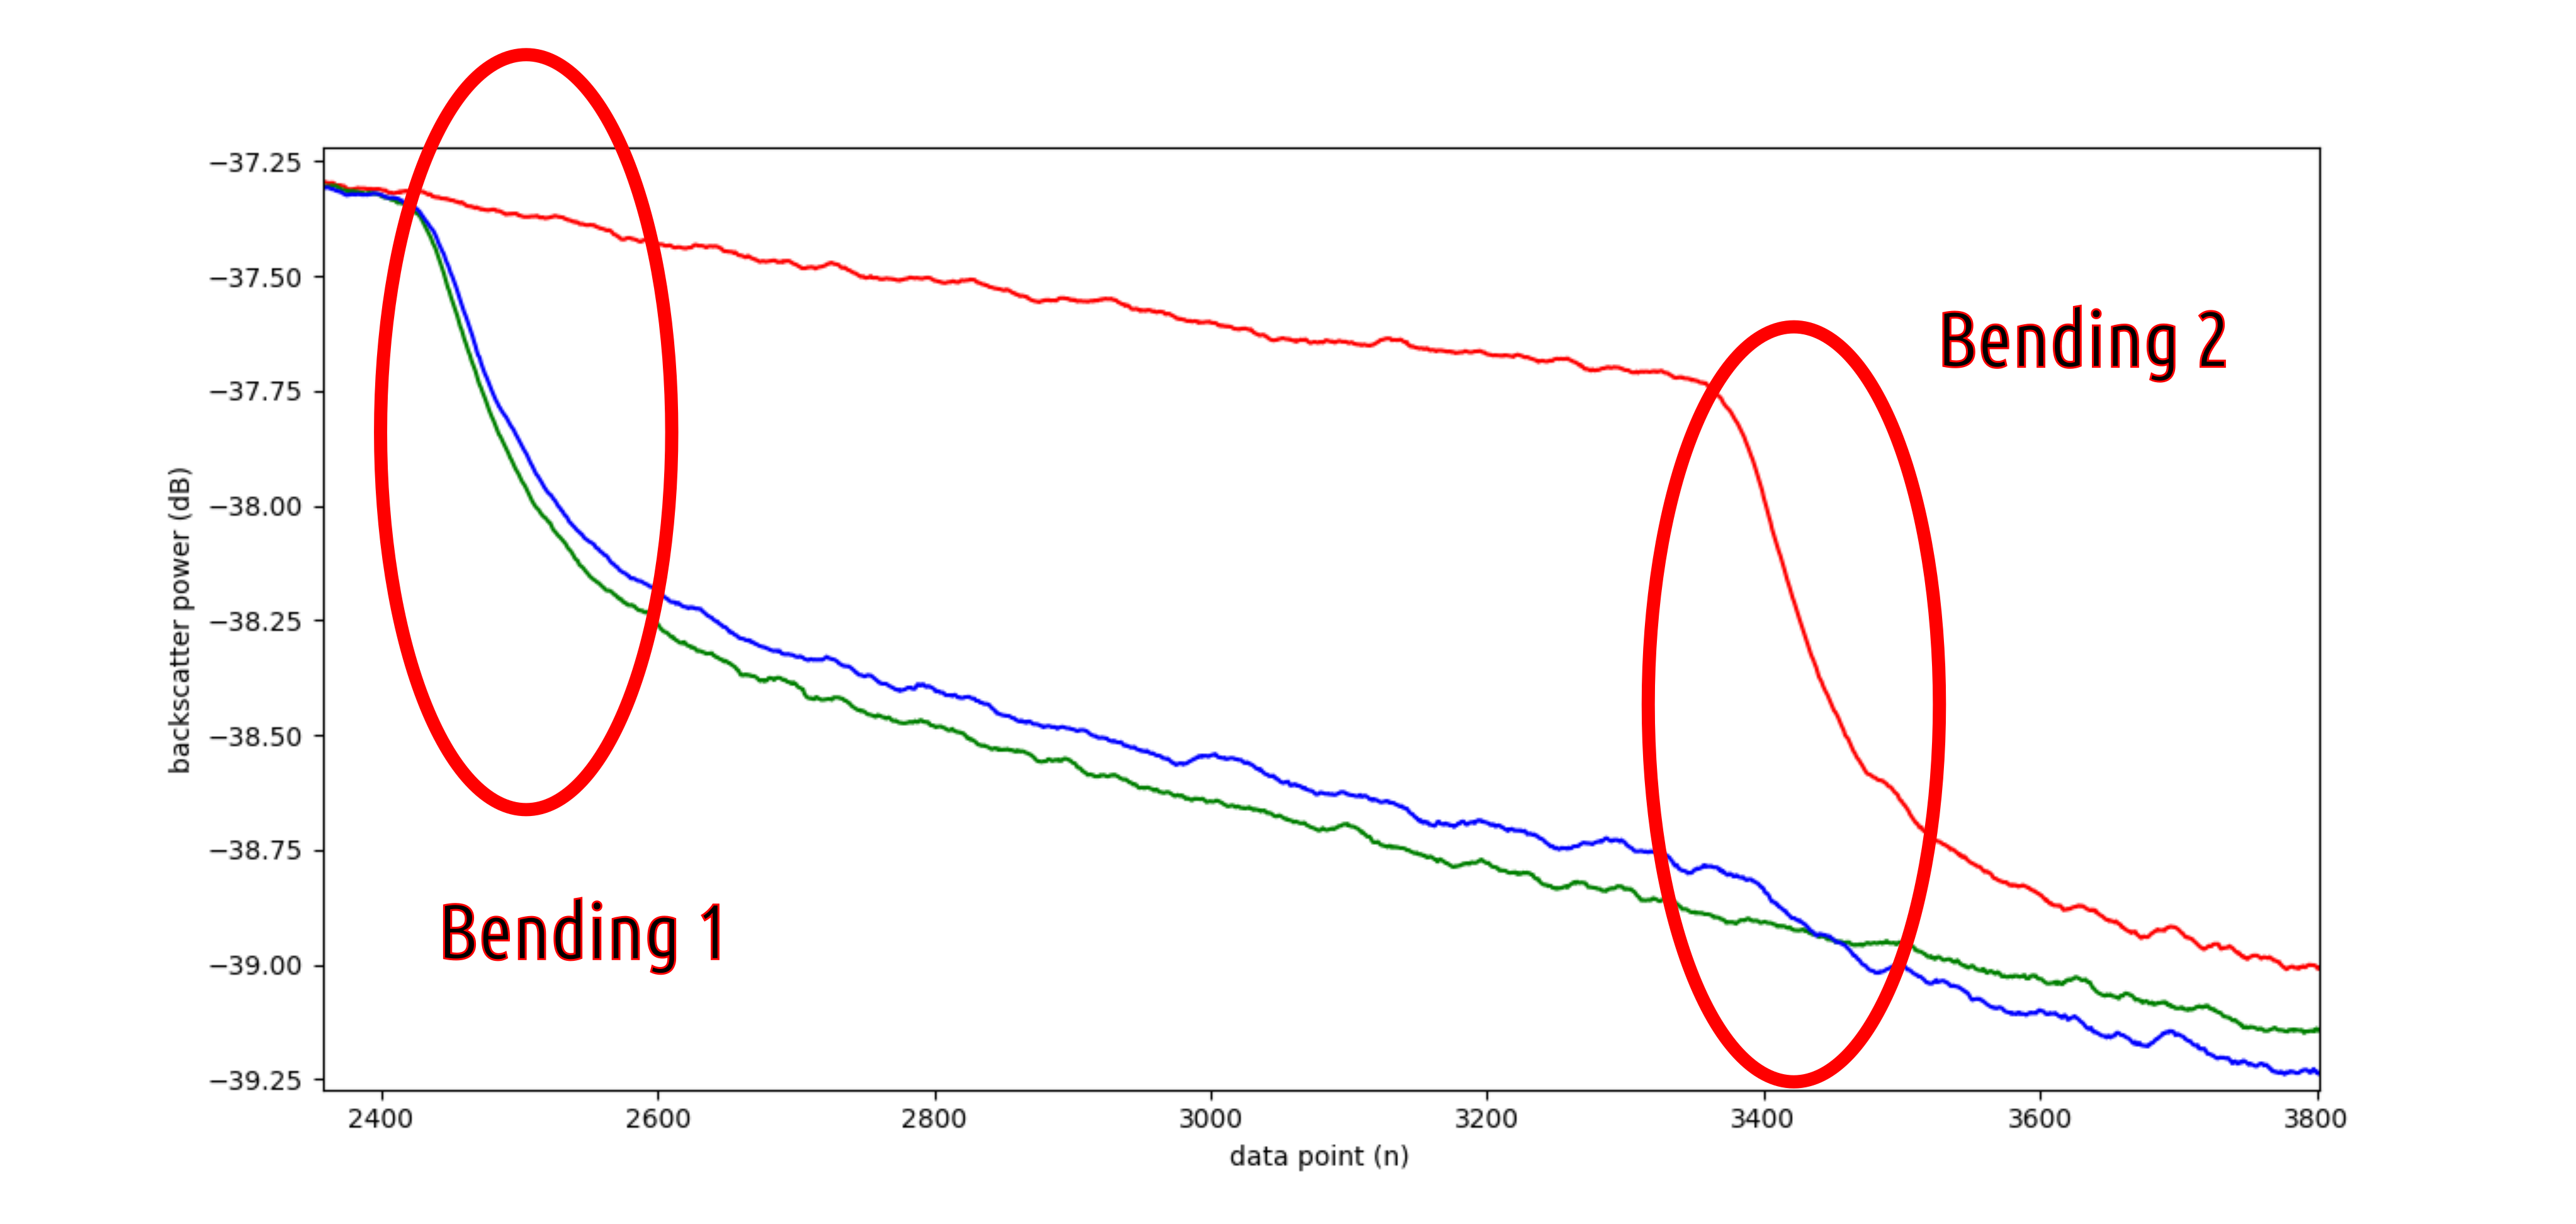 −37.25
−37.50
Bending 2
−37.75
backscatter power (dB)
−38.00
−38.25
−38.50
−38.75
Bending 1
−39.00
−39.25
2400 2600 2800 3000 3200 3400 3600 3800
data point (n)